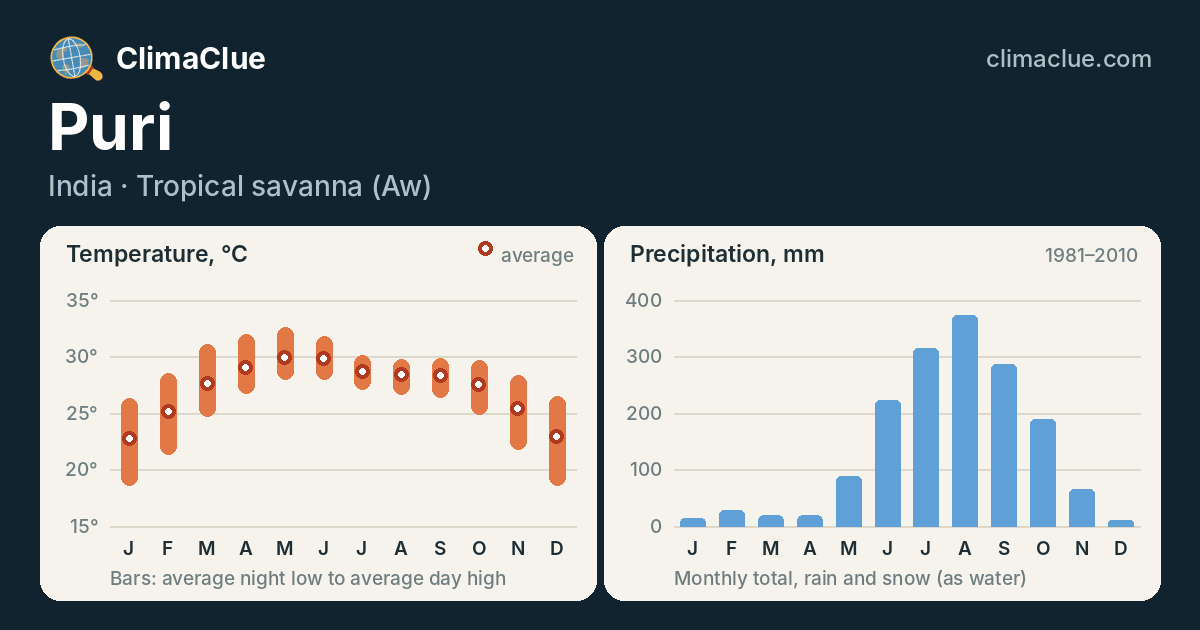 ClimaClue
climaclue.com
Puri
India · Tropical savanna (Aw)
Temperature, °C
average
35°
30°
25°
20°
15°
J F M A M J J A S O N D
Bars: average night low to average day high
Precipitation, mm
1981–2010
400
300
200
100
0
J F M A M J J A S O N D
Monthly total, rain and snow (as water)